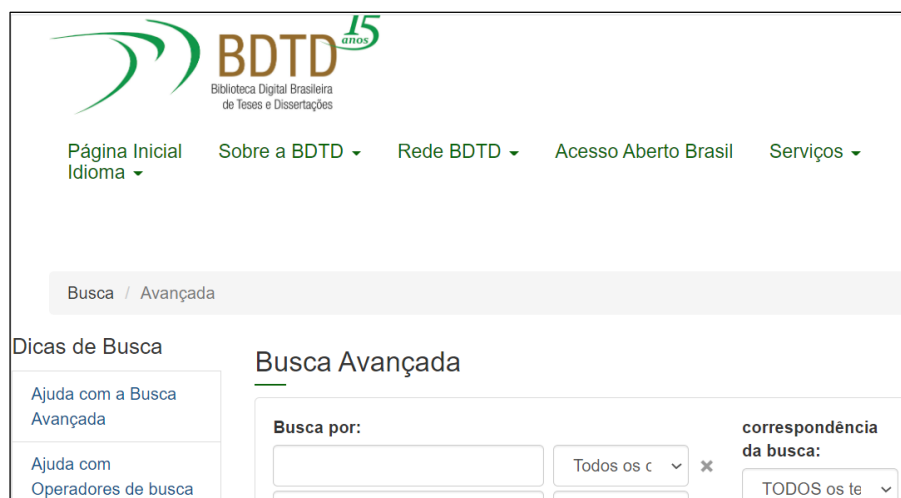 15
anos
BDTD
Biblioteca Digital Brasileira
de Teses e Dissertações
Página Inicial Sobre a BDTD Rede BDTD Acesso Aberto Brasil Serviços
Idioma
Busca / Avançada
Dicas de Busca
Busca Avançada
Ajuda com a Busca
Avançada
Busca por:
correspondência
da busca:
Ajuda com
Operadores de busca
Todos os c
TODOS os te